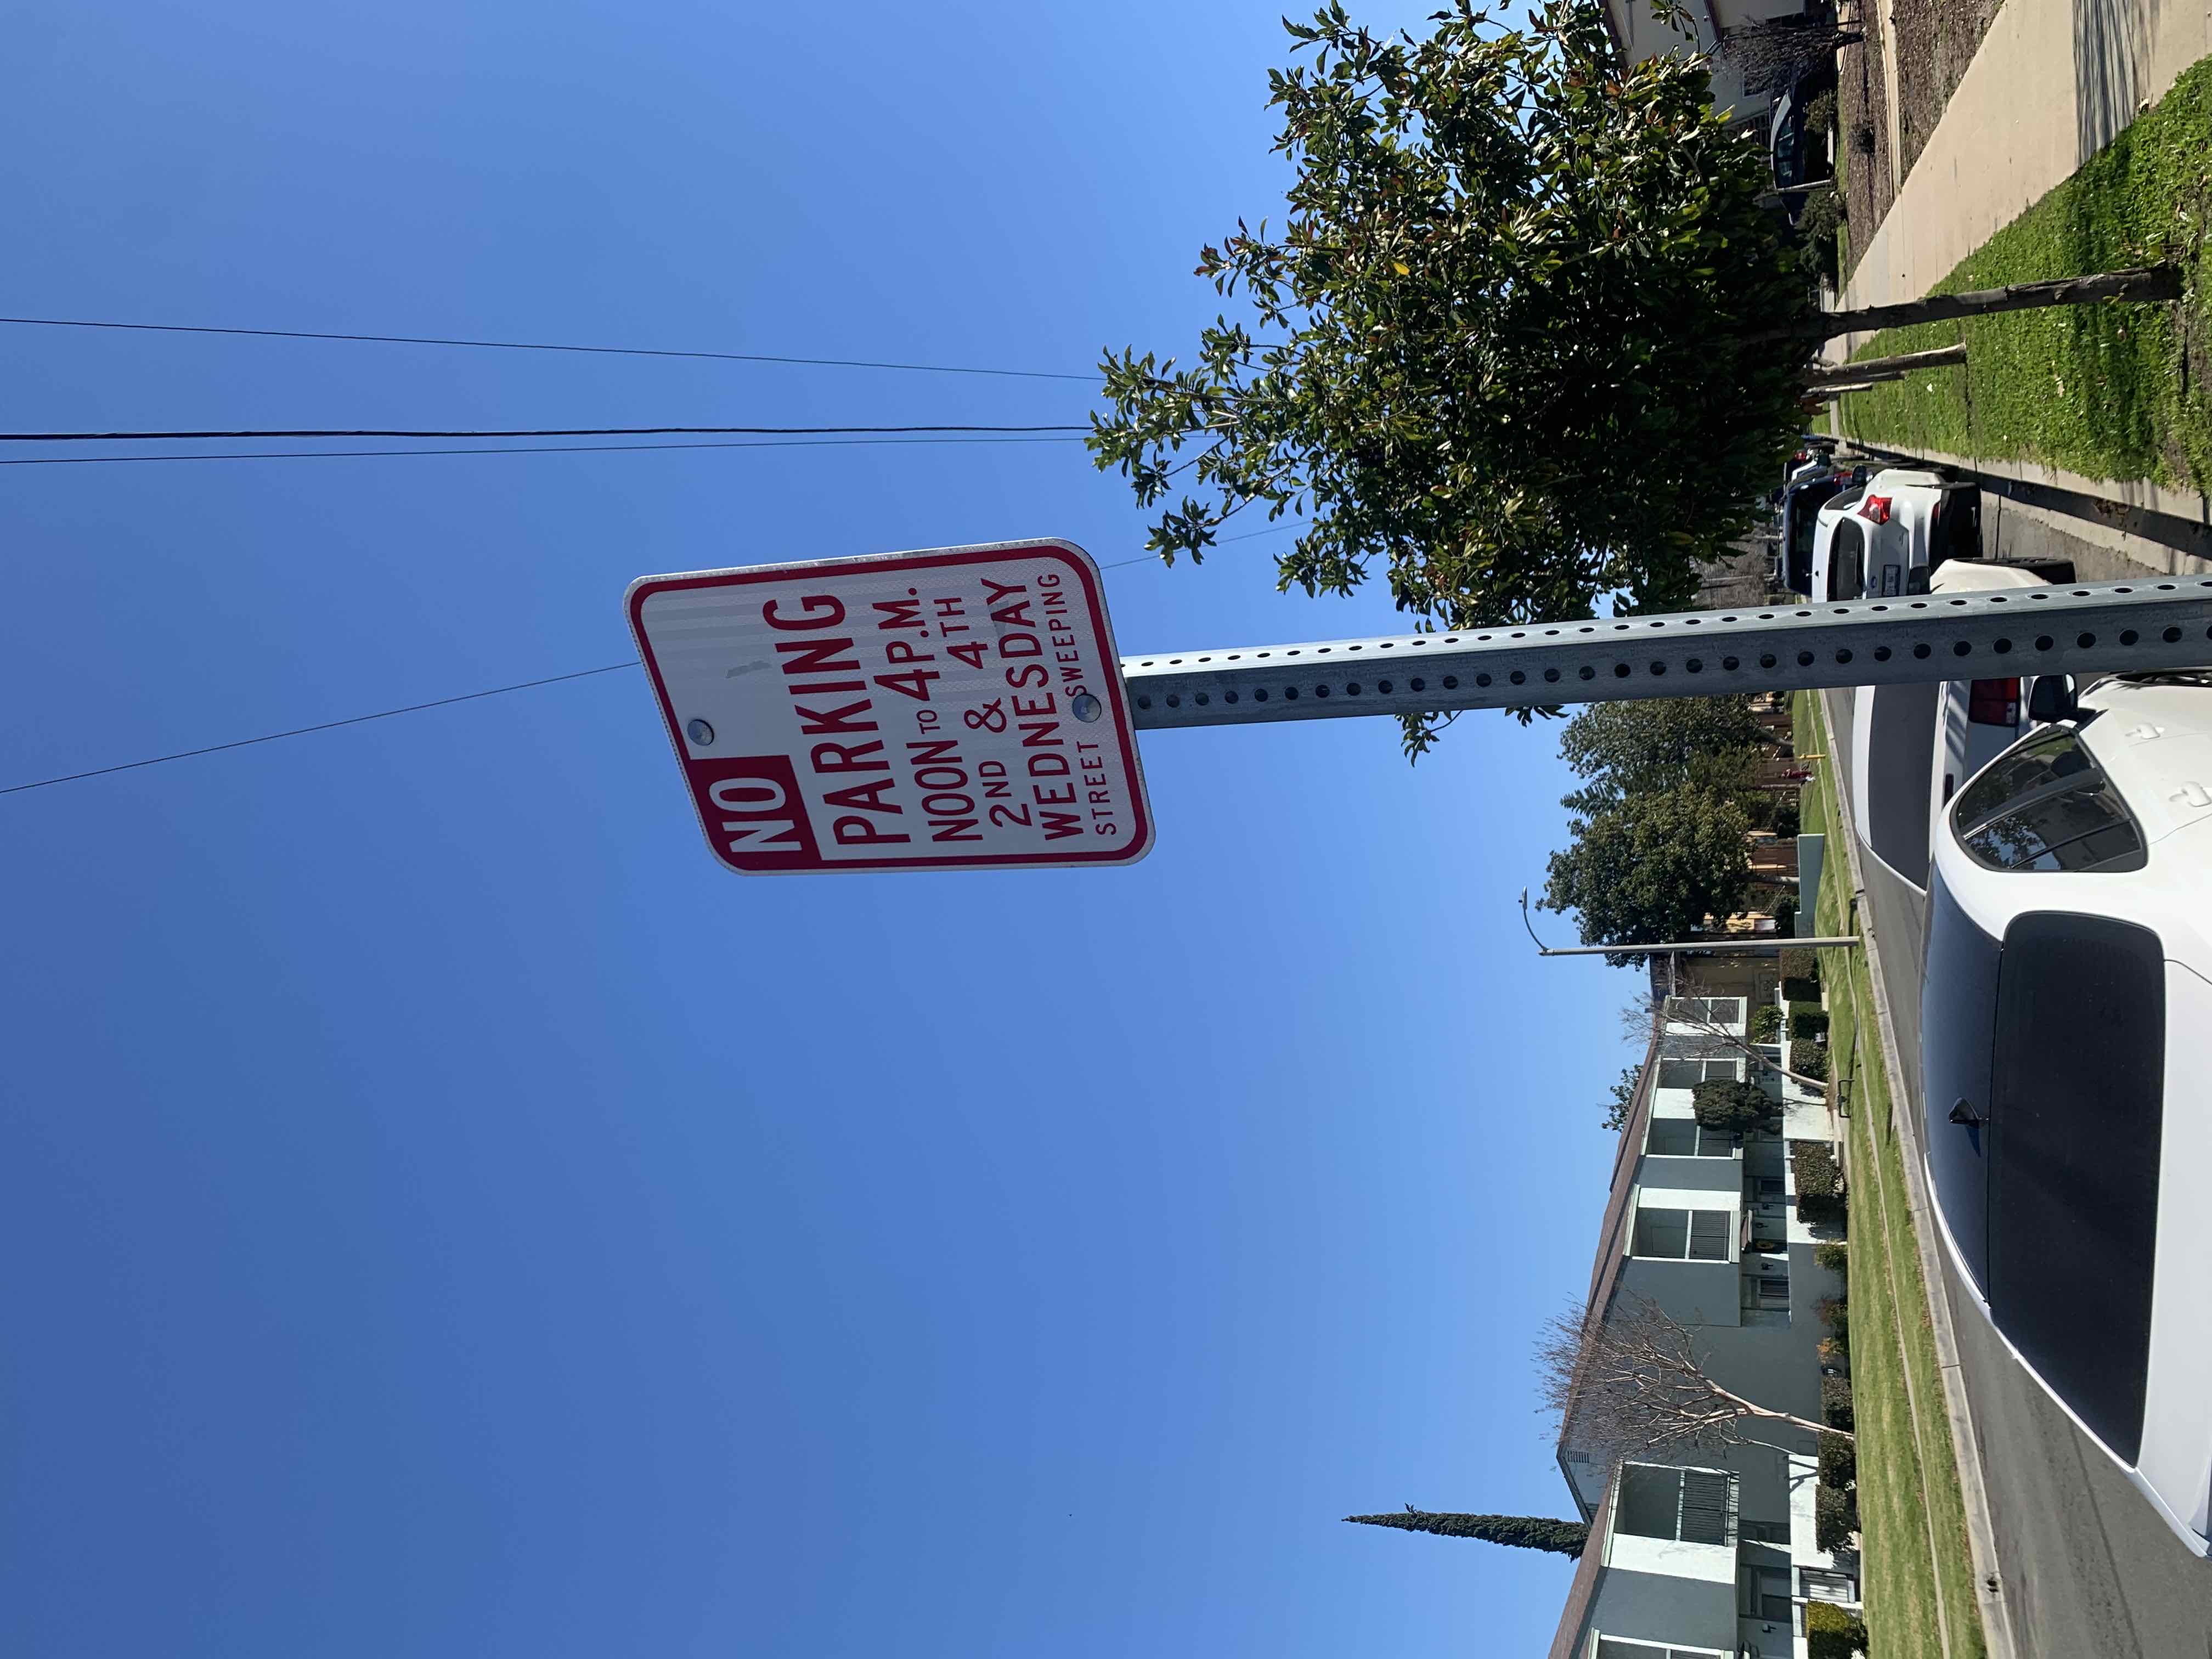 NO
PARKING
NOON TO 4P.M.
2ND & 4TH
WEDNESDAY
STREET SWEEPING